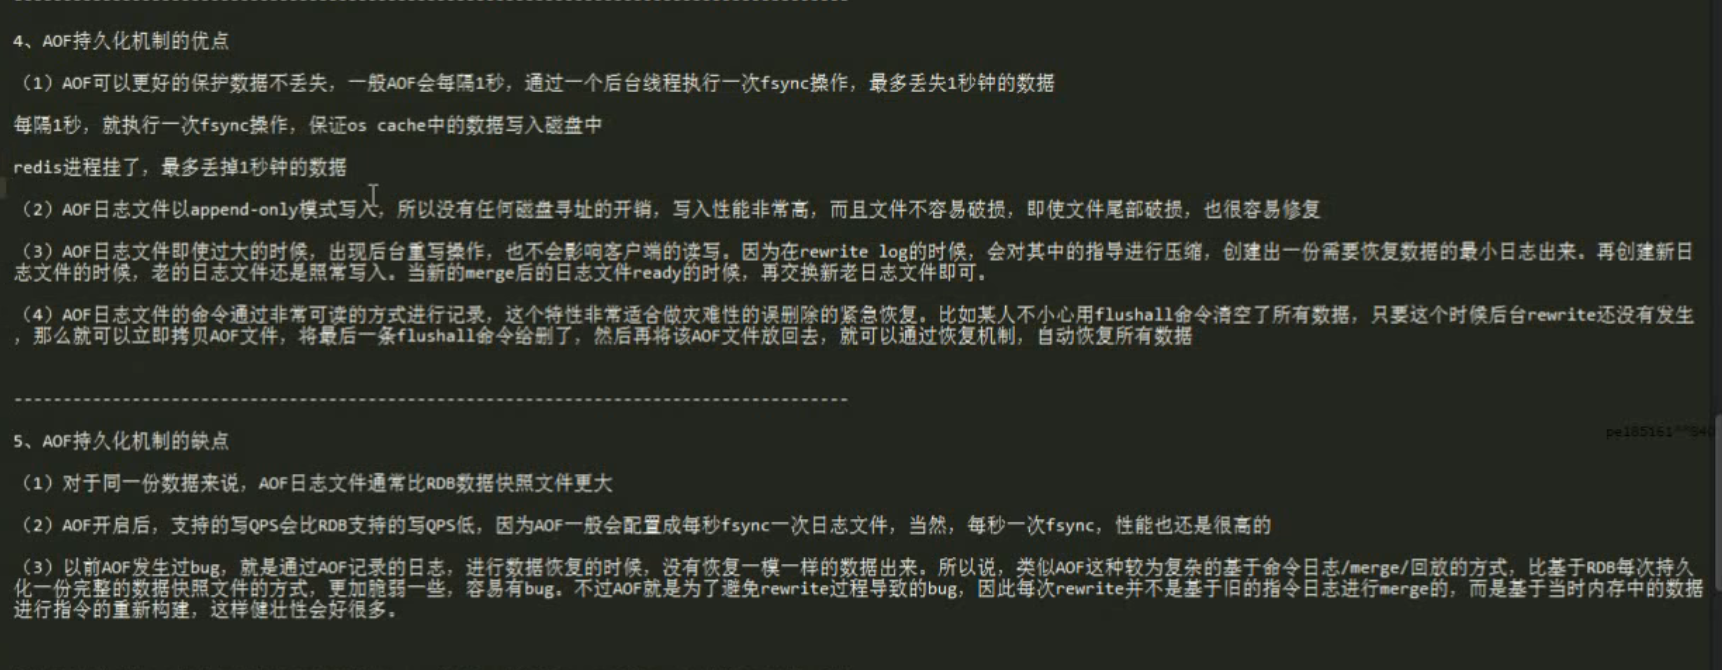 4、AOF持久化机制的优点
（1）AOF可以更好的保护数据不丢失，一般AOF会每隔1秒，通过一个后台线程执行一次fsync操作，最多丢失1秒钟的数据
每隔1秒，就执行一次fsync操作，保证os cache中的数据写入磁盘中
redis进程挂了，最多丢掉1秒钟的数据
（2）AOF日志文件以append-only模式写入，所以没有任何磁盘寻址的开销，写入性能非常高，而且文件不容易破损，即使文件尾部破损，也很容易修复
（3）AOF日志文件即使过大的时候，出现后台重写操作，也不会影响客户端的读写。因为在rewrite log的时候，会对其中的指导进行压缩，创建出一份需要恢复数据的最小日志出来。再创建新日
志文件的时候，老的日志文件还是照常写入。当新的merge后的日志文件ready的时候，再交换新老日志文件即可。
（4）AOF日志文件的命令通过非常可读的方式进行记录，这个特性非常适合做灾难性的误删除的紧急恢复。比如某人不小心用flushall命令清空了所有数据，只要这个时候后台rewrite还没有发生
，那么就可以立即拷贝AOF文件，将最后一条flushall命令给删了，然后再将该AOF文件放回去，就可以通过恢复机制，自动恢复所有数据
5、AOF持久化机制的缺点
（1）对于同一份数据来说，AOF日志文件通常比RDB数据快照文件更大
（2）AOF开启后，支持的写QPS会比RDB支持的写QPS低，因为AOF一般会配置成每秒fsync一次日志文件，当然，每秒一次fsync，性能也还是很高的
（3）以前AOF发生过bug，就是通过AOF记录的日志，进行数据恢复的时候，没有恢复一模一样的数据出来。所以说，类似AOF这种较为复杂的基于命令日志/merge/回放的方式，比基于RDB每次持久
化一份完整的数据快照文件的方式，更加脆弱一些，容易有bug。不过AOF就是为了避免rewrite过程导致的bug，因此每次rewrite并不是基于旧的指令日志进行merge的，而是基于当时内存中的数据
进行指令的重新构建，这样健壮性会好很多。